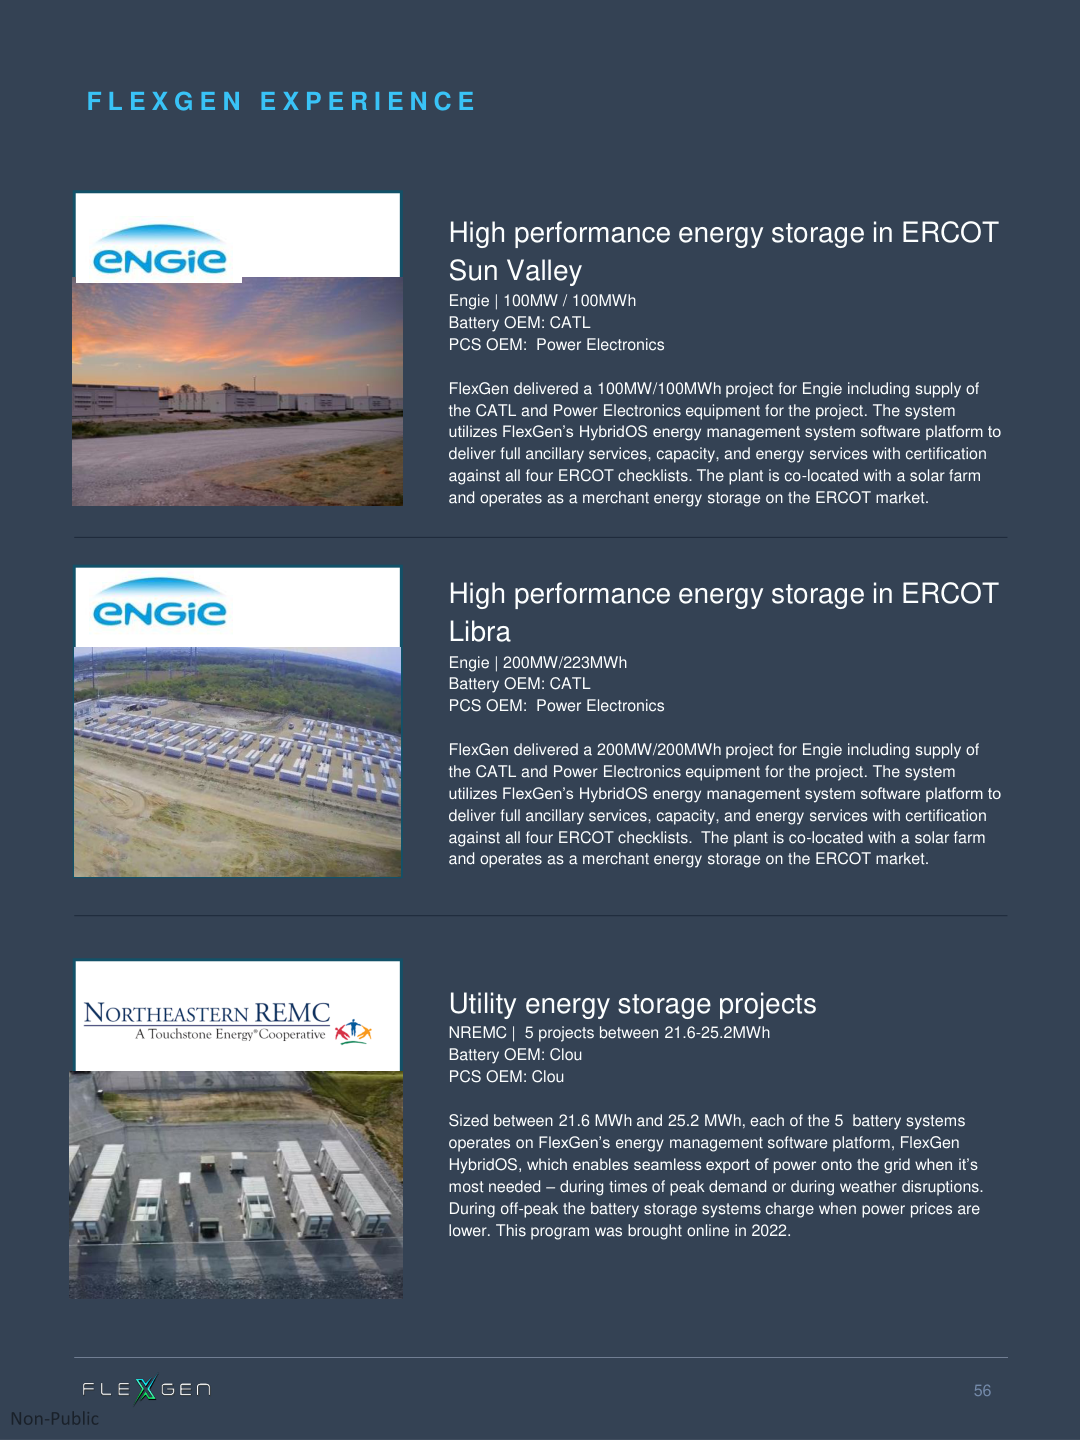 FLEXGEN EXPERIENCE
ENGIE
High performance energy storage in ERCOT
Sun Valley
Engie | 100MW / 100MWh
Battery OEM: CATL
PCS OEM:  Power Electronics
FlexGen delivered a 100MW/100MWh project for Engie including supply of
the CATL and Power Electronics equipment for the project. The system
utilizes FlexGen’s HybridOS energy management system software platform to
deliver full ancillary services, capacity, and energy services with certification
against all four ERCOT checklists. The plant is co-located with a solar farm
and operates as a merchant energy storage on the ERCOT market.
ENGIE
High performance energy storage in ERCOT
Libra
Engie | 200MW/223MWh
Battery OEM: CATL
PCS OEM:  Power Electronics
FlexGen delivered a 200MW/200MWh project for Engie including supply of
the CATL and Power Electronics equipment for the project. The system
utilizes FlexGen’s HybridOS energy management system software platform to
deliver full ancillary services, capacity, and energy services with certification
against all four ERCOT checklists.  The plant is co-located with a solar farm
and operates as a merchant energy storage on the ERCOT market.
NORTHEASTERN REMC
A Touchstone Energy® Cooperative
Utility energy storage projects
NREMC |  5 projects between 21.6-25.2MWh
Battery OEM: Clou
PCS OEM: Clou
Sized between 21.6 MWh and 25.2 MWh, each of the 5  battery systems
operates on FlexGen’s energy management software platform, FlexGen
HybridOS, which enables seamless export of power onto the grid when it’s
most needed – during times of peak demand or during weather disruptions.
During off-peak the battery storage systems charge when power prices are
lower. This program was brought online in 2022.
FLEXGEN
56
Non-Public